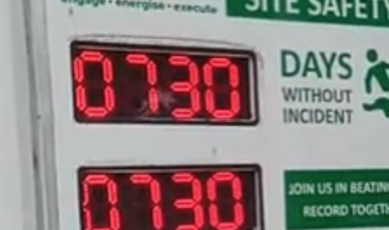 engage • energise • execute
SITE SAFETY
0730
DAYS
WITHOUT
INCIDENT
0730
JOIN US IN BEATING
RECORD TOGETH